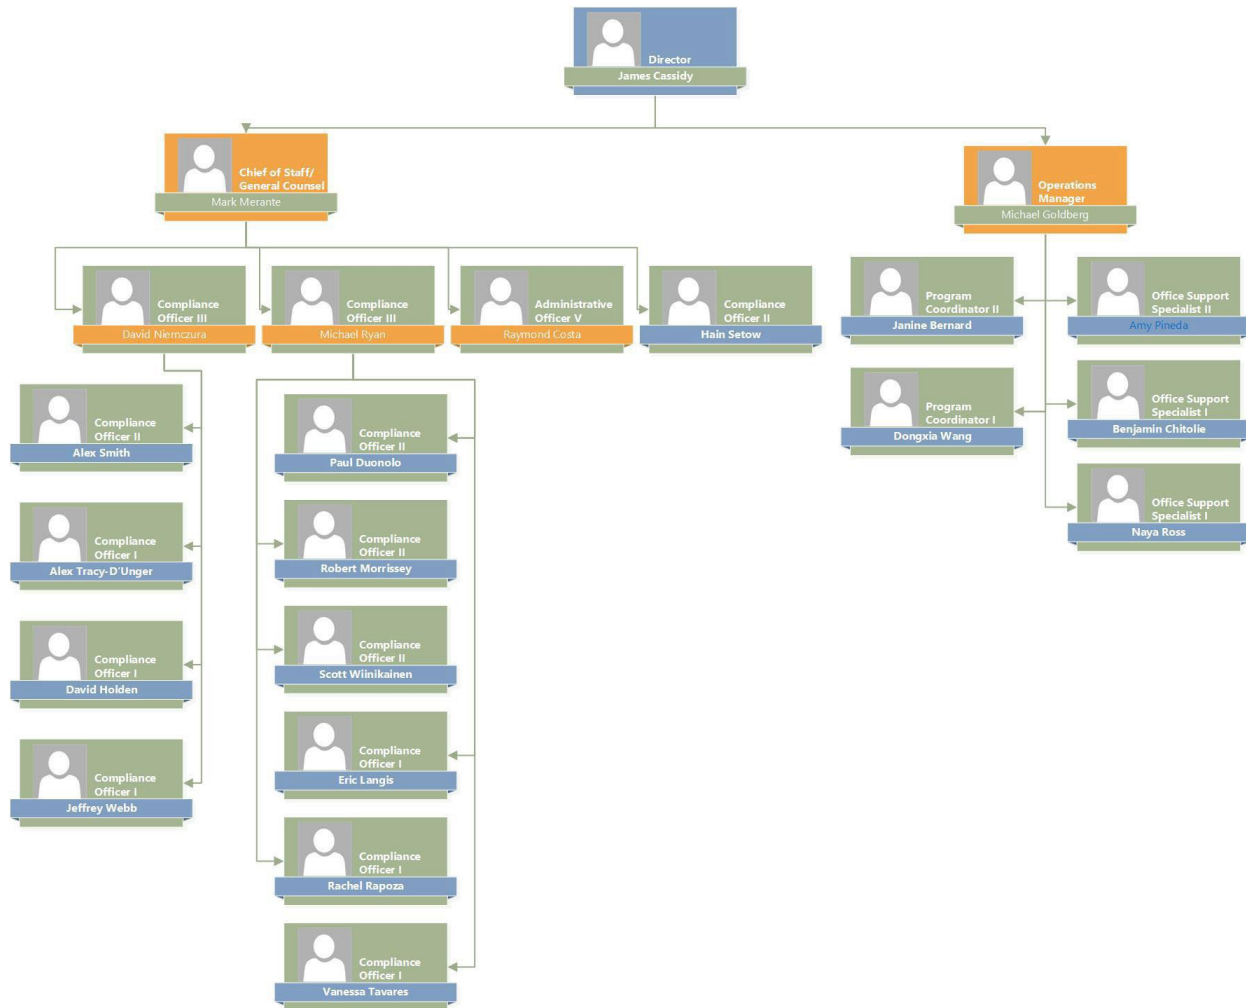 Director
James Cassidy
Chief of Staff/
General Counsel
Mark Merante
Operations
Manager
Michael Goldberg
Compliance
Officer III
David Niemczura
Compliance
Officer III
Michael Ryan
Administrative
Officer V
Raymond Costa
Compliance
Officer II
Hain Setow
Program
Coordinator II
Janine Bernard
Office Support
Specialist II
Amy Pineda
Program
Coordinator I
Dongxia Wang
Office Support
Specialist I
Benjamin Chitolie
Office Support
Specialist I
Naya Ross
Compliance
Officer II
Alex Smith
Compliance
Officer I
Alex Tracy-D'Unger
Compliance
Officer I
David Holden
Compliance
Officer I
Jeffrey Webb
Compliance
Officer II
Paul Duonolo
Compliance
Officer II
Robert Morrissey
Compliance
Officer II
Scott Wiinikainen
Compliance
Officer I
Eric Langis
Compliance
Officer I
Rachel Rapoza
Compliance
Officer I
Vanessa Tavares